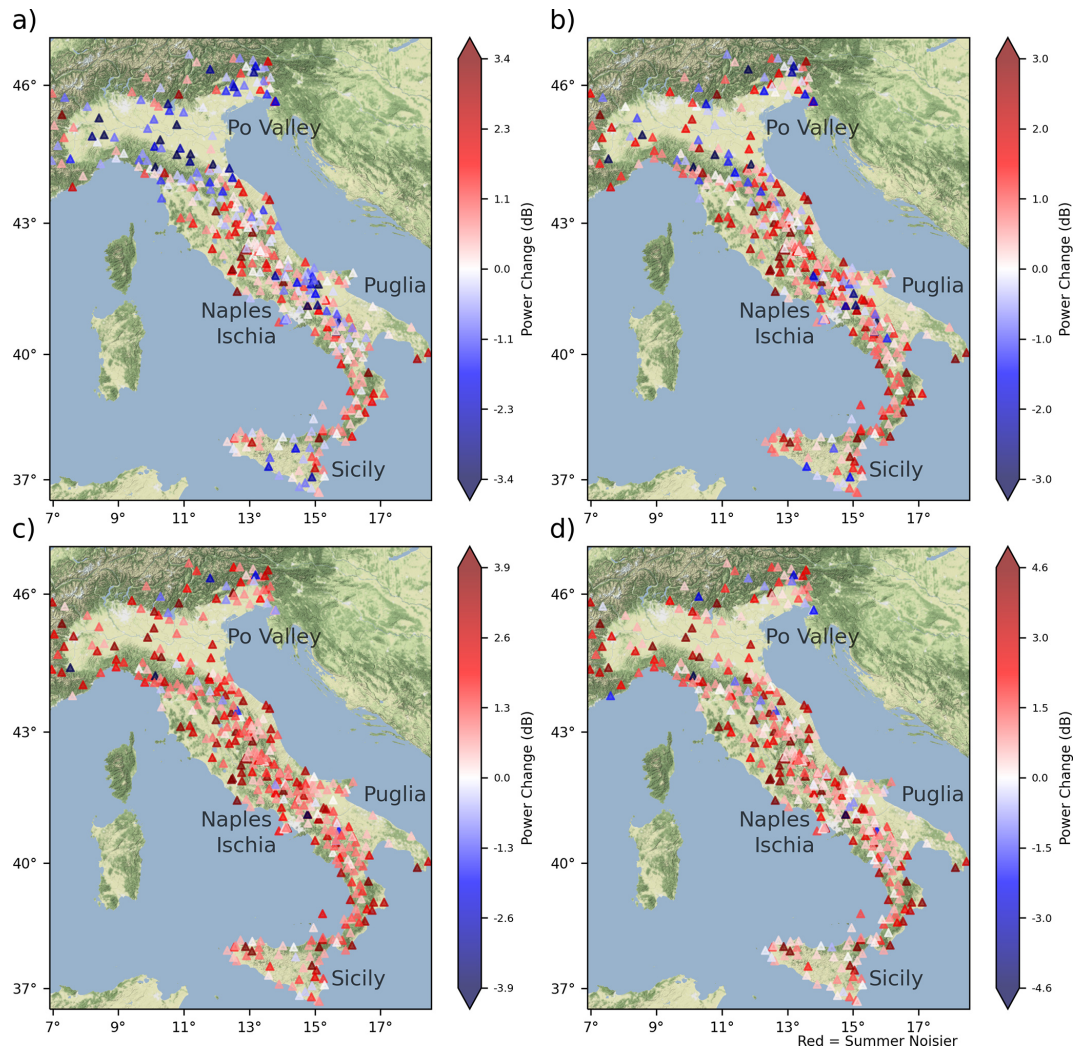 a)
46°
43°
40°
37°
7°
9°
11°
13°
15°
17°
Po Valley
Puglia
Naples
Ischia
Sicily
3.4
2.3
1.1
0.0
-1.1
-2.3
-3.4
Power Change (dB)
b)
46°
43°
40°
37°
7°
9°
11°
13°
15°
17°
Po Valley
Puglia
Naples
Ischia
Sicily
3.0
2.0
1.0
0.0
-1.0
-2.0
-3.0
Power Change (dB)
c)
46°
43°
40°
37°
7°
9°
11°
13°
15°
17°
Po Valley
Puglia
Naples
Ischia
Sicily
3.9
2.6
1.3
0.0
-1.3
-2.6
-3.9
Power Change (dB)
d)
46°
43°
40°
37°
7°
9°
11°
13°
15°
17°
Po Valley
Puglia
Naples
Ischia
Sicily
4.6
3.0
1.5
0.0
-1.5
-3.0
-4.6
Power Change (dB)
Red = Summer Noisier